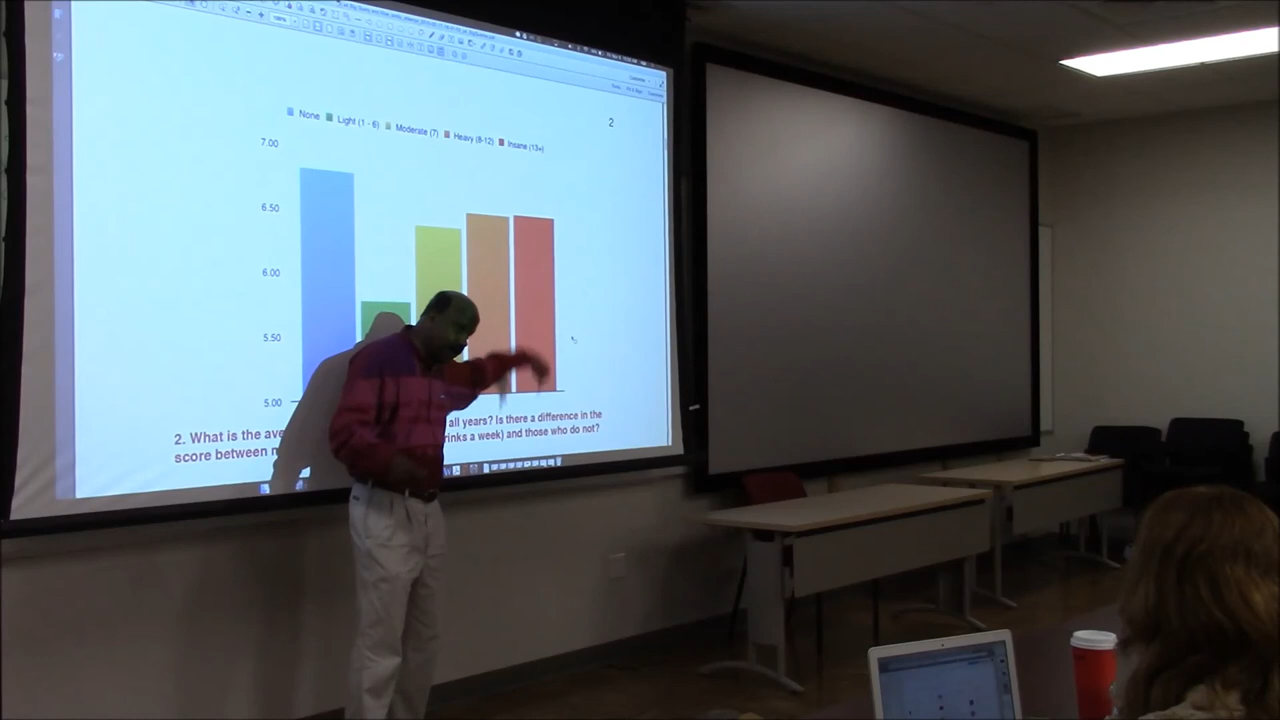 2
None Light (1 - 6) Moderate (7) Heavy (8-12) Insane (13+)
7.00
6.50
6.00
5.50
5.00
2. What is the ave all years? Is there a difference in the
score between rinks a week) and those who do not?